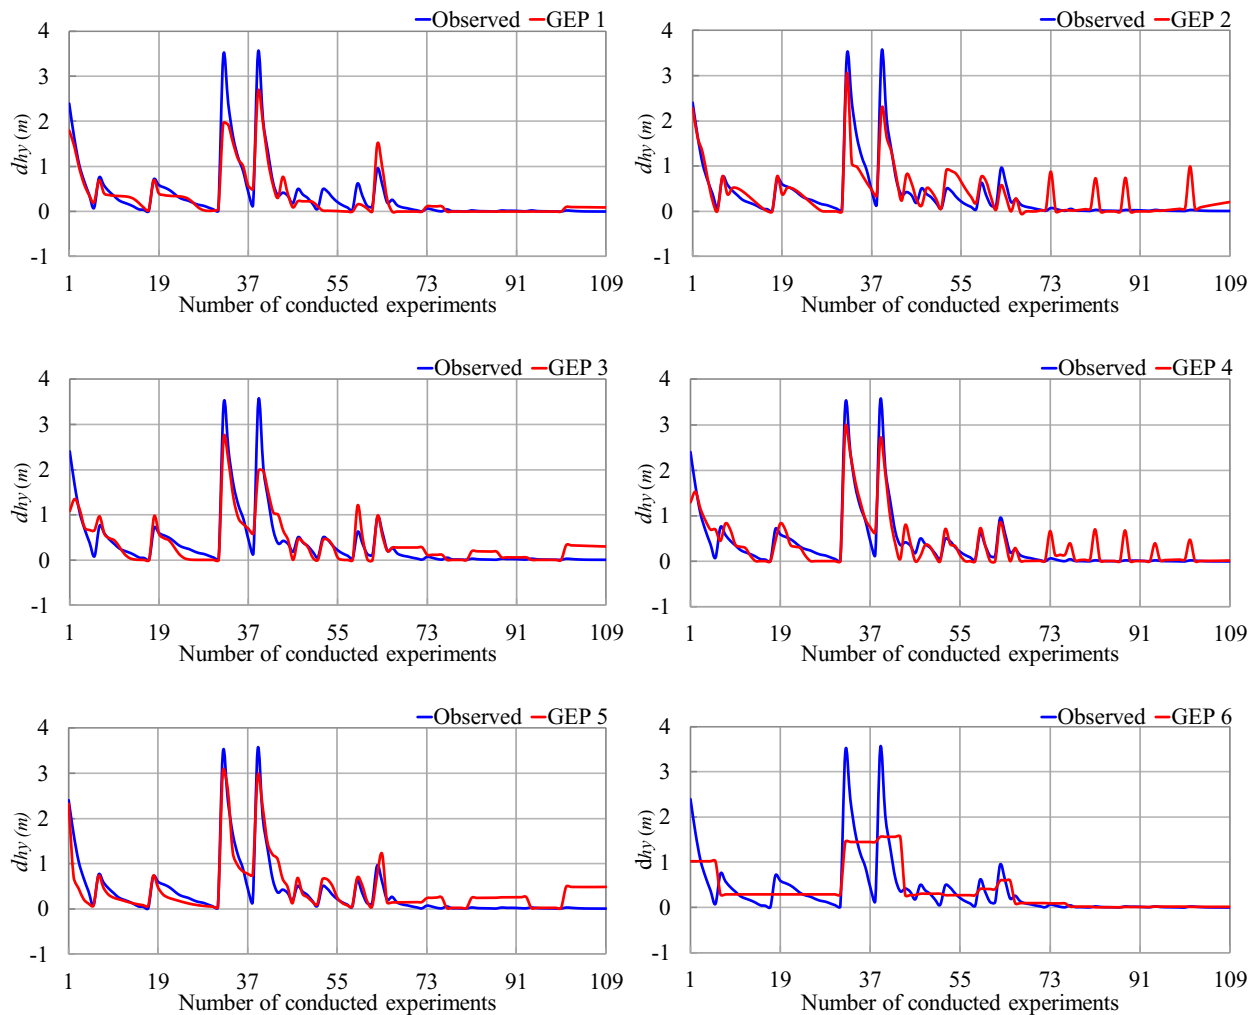 Observed GEP 1
4
3
2
1
0
-1
dhy (m)
1 19 37 55 73 91 109
Number of conducted experiments
Observed GEP 2
4
3
2
1
0
-1
dhy (m)
1 19 37 55 73 91 109
Number of conducted experiments
Observed GEP 3
4
3
2
1
0
-1
dhy (m)
1 19 37 55 73 91 109
Number of conducted experiments
Observed GEP 4
4
3
2
1
0
-1
dhy (m)
1 19 37 55 73 91 109
Number of conducted experiments
Observed GEP 5
4
3
2
1
0
-1
dhy (m)
1 19 37 55 73 91 109
Number of conducted experiments
Observed GEP 6
4
3
2
1
0
-1
dhy (m)
1 19 37 55 73 91 109
Number of conducted experiments